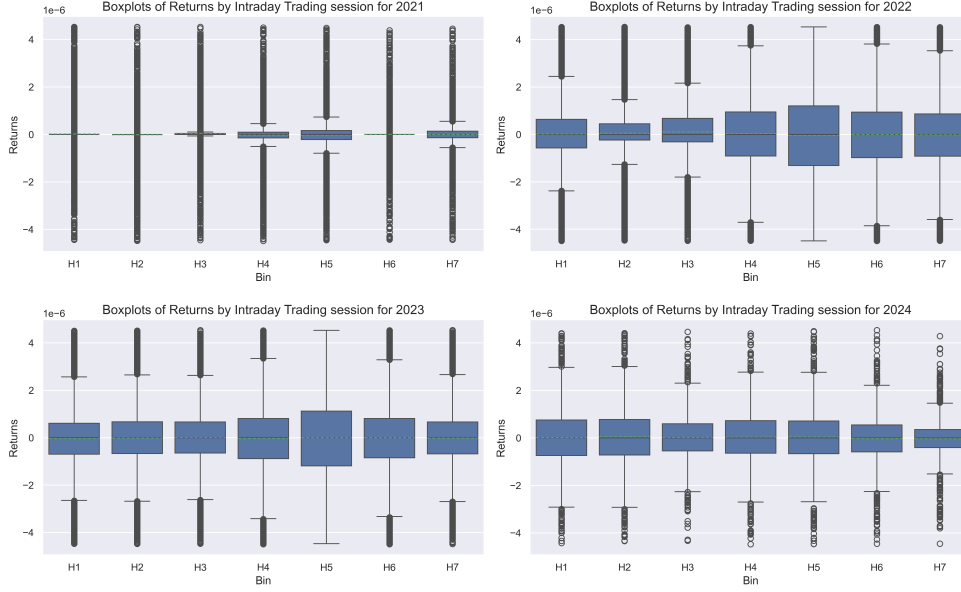 Boxplots of Returns by Intraday Trading session for 2021
1e−6
4
2
0
−2
−4
Returns
H1 H2 H3 H4 H5 H6 H7
Bin
Boxplots of Returns by Intraday Trading session for 2022
1e−6
4
2
0
−2
−4
Returns
H1 H2 H3 H4 H5 H6 H7
Bin
Boxplots of Returns by Intraday Trading session for 2023
1e−6
4
2
0
−2
−4
Returns
H1 H2 H3 H4 H5 H6 H7
Bin
Boxplots of Returns by Intraday Trading session for 2024
1e−6
4
2
0
−2
−4
Returns
H1 H2 H3 H4 H5 H6 H7
Bin